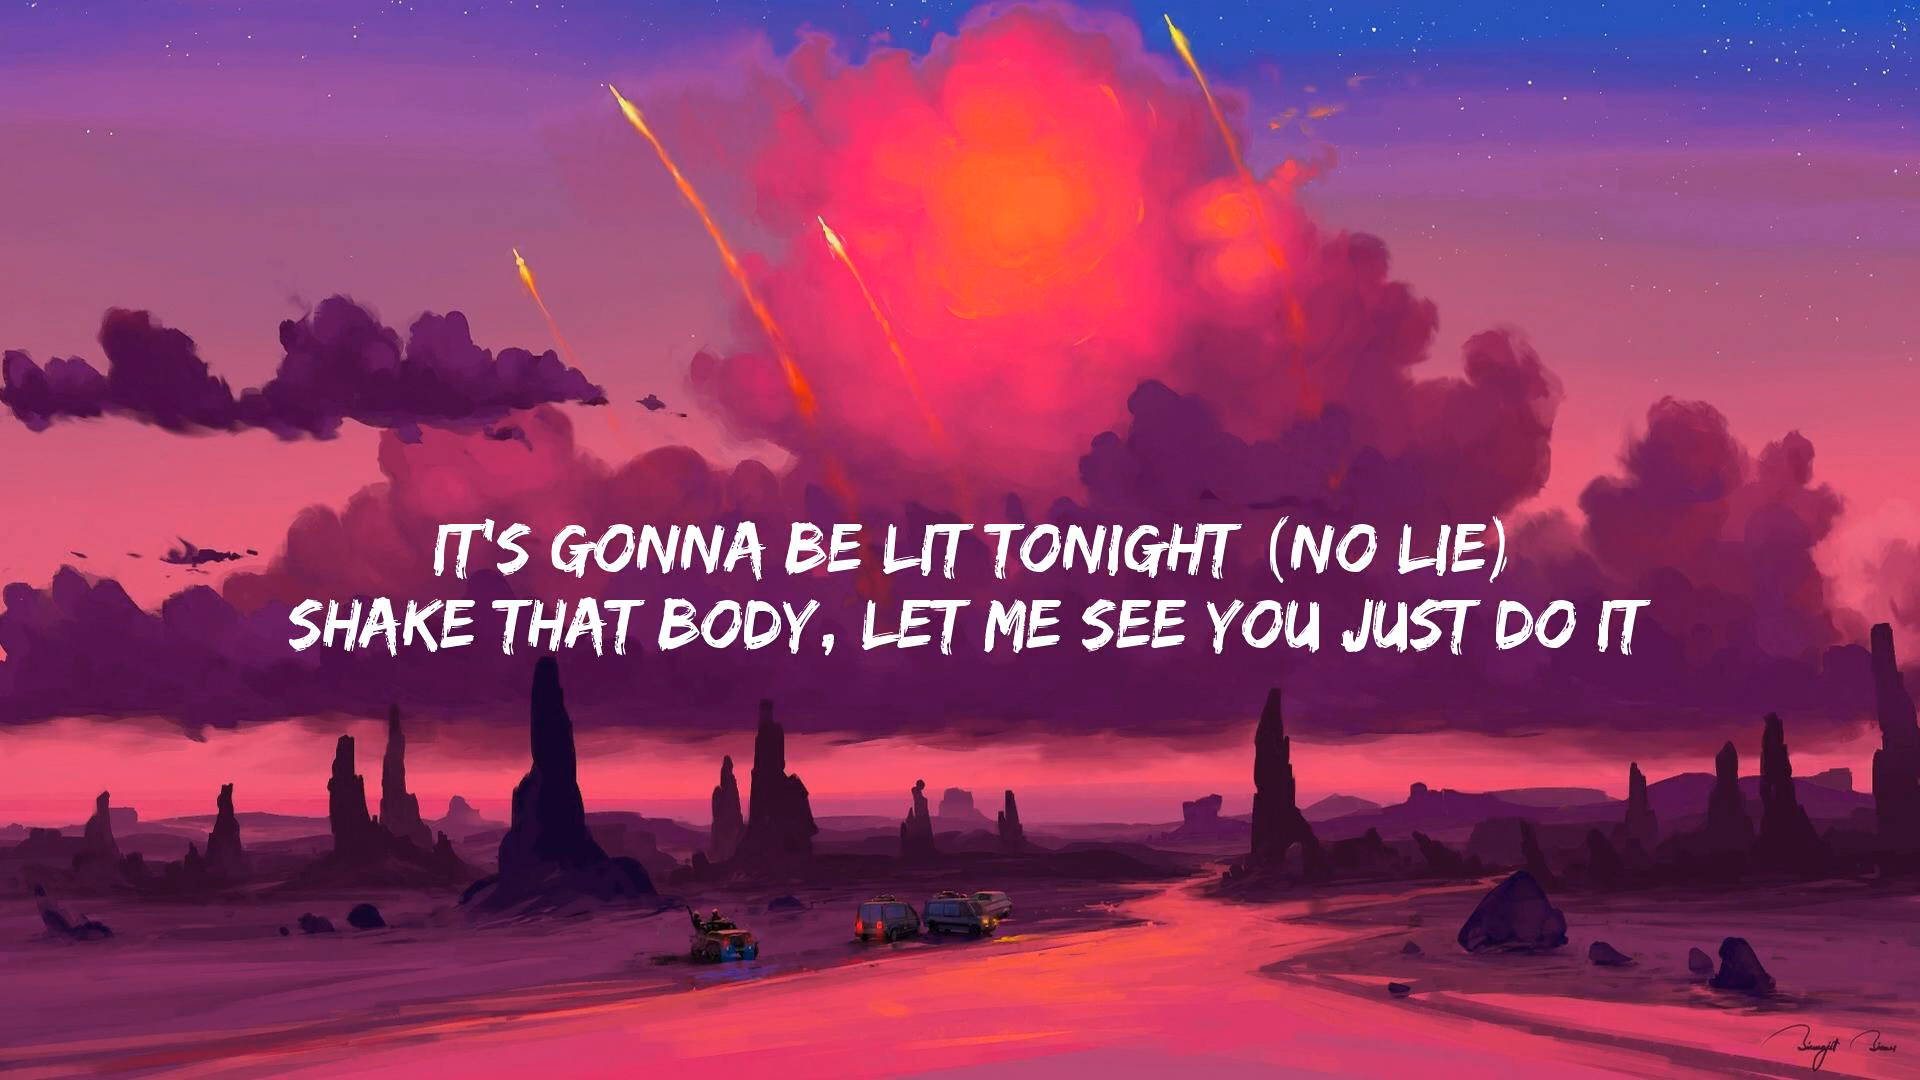 IT'S GONNA BE LIT TONIGHT (NO LIE)
SHAKE THAT BODY, LET ME SEE YOU JUST DO IT